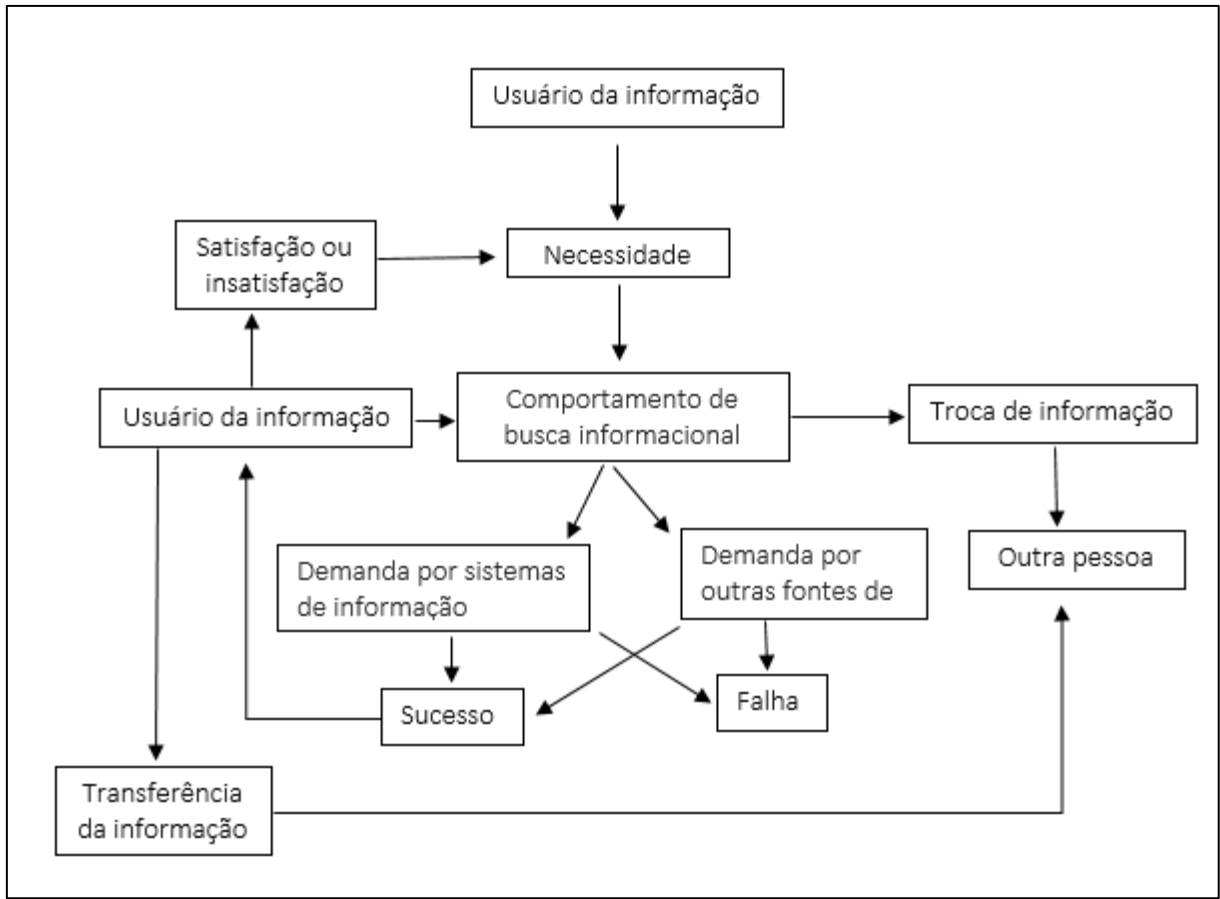 Usuário da informação
Satisfação ou
insatisfação
Necessidade
Usuário da informação
Comportamento de
busca informacional
Troca de informação
Demanda por sistemas
de informação
Demanda por
outras fontes de
Outra pessoa
Sucesso
Falha
Transferência
da informação